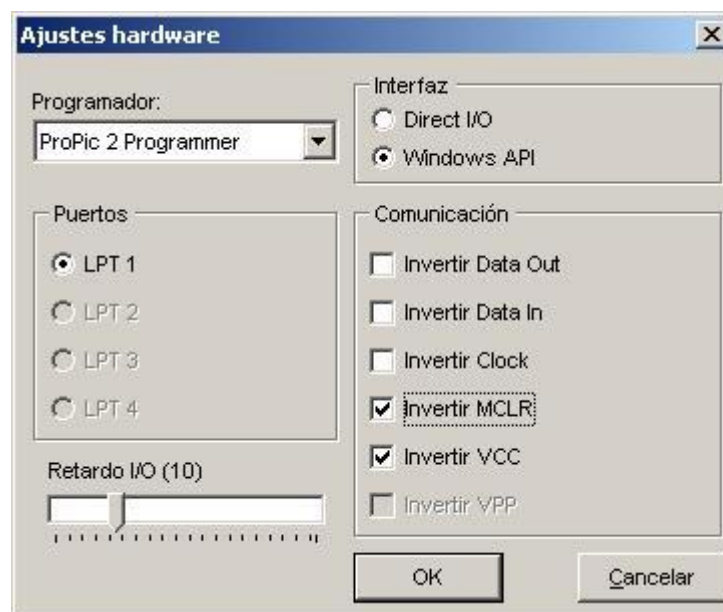 Ajustes hardware
Programador:
ProPic 2 Programmer
Interfaz
Direct I/O
Windows API
Puertos
LPT 1
LPT 2
LPT 3
LPT 4
Comunicación
Invertir Data Out
Invertir Data In
Invertir Clock
Invertir MCLR
Invertir VCC
Invertir VPP
Retardo I/O (10)
OK
Cancelar